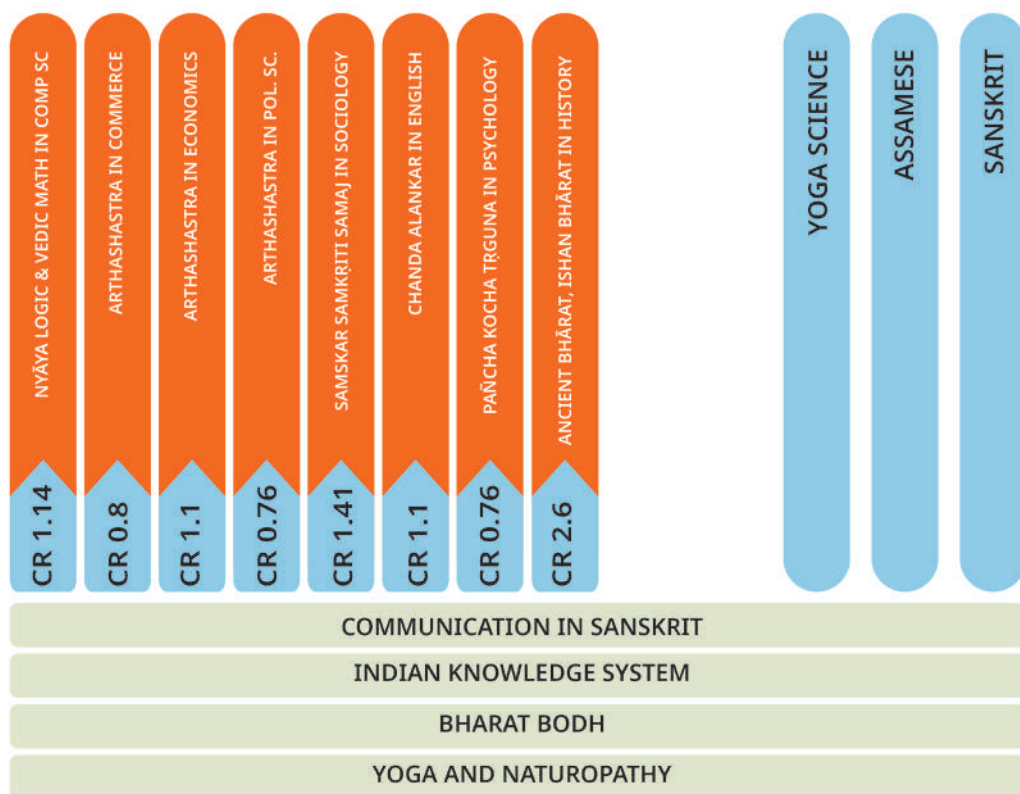 NYĀYA LOGIC & VEDIC MATH IN COMP SC
CR 1.14
ARTHASHASTRA IN COMMERCE
CR 0.8
ARTHASHASTRA IN ECONOMICS
CR 1.1
ARTHASHASTRA IN POL. SC.
CR 0.76
SAMSKAR SAMKṚITI SAMAJ IN SOCIOLOGY
CR 1.41
CHANDA ALANKAR IN ENGLISH
CR 1.1
PAÑCHA KOCHA TṚGUNA IN PSYCHOLOGY
CR 0.76
ANCIENT BHĀRAT, ISHAN BHĀRAT IN HISTORY
CR 2.6
YOGA SCIENCE
ASSAMESE
SANSKRIT
COMMUNICATION IN SANSKRIT
INDIAN KNOWLEDGE SYSTEM
BHARAT BODH
YOGA AND NATUROPATHY